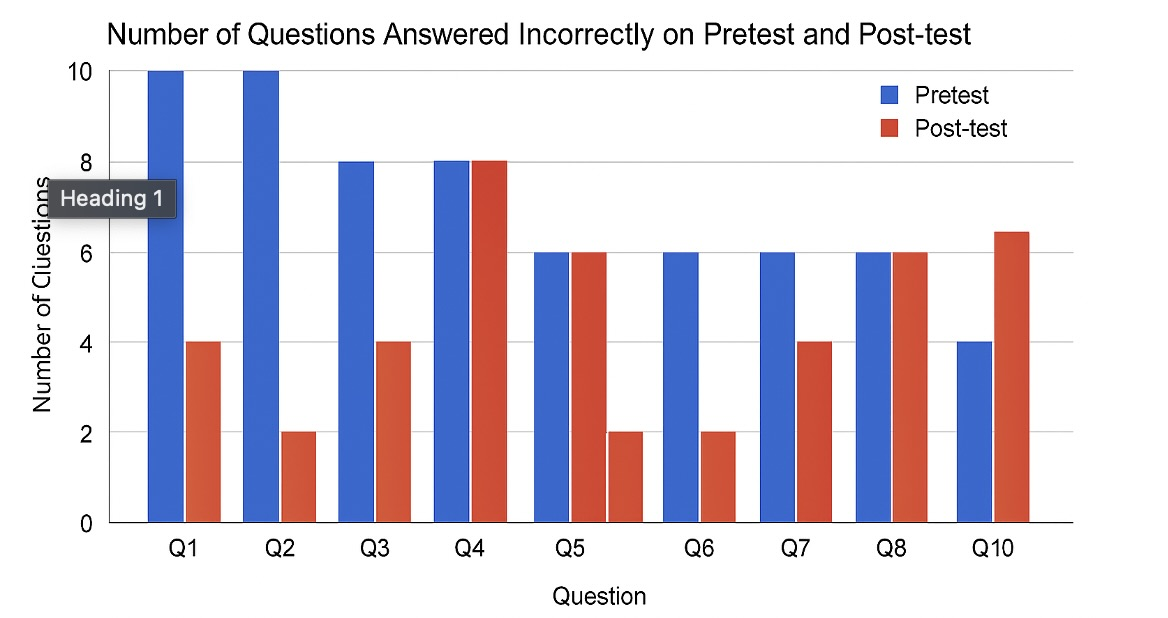 Number of Questions Answered Incorrectly on Pretest and Post-test
10
Pretest
Post-test
8
Heading 1
6
4
2
0
Number of Ciuestions
Q1 Q2 Q3 Q4 Q5 Q6 Q7 Q8 Q10
Question